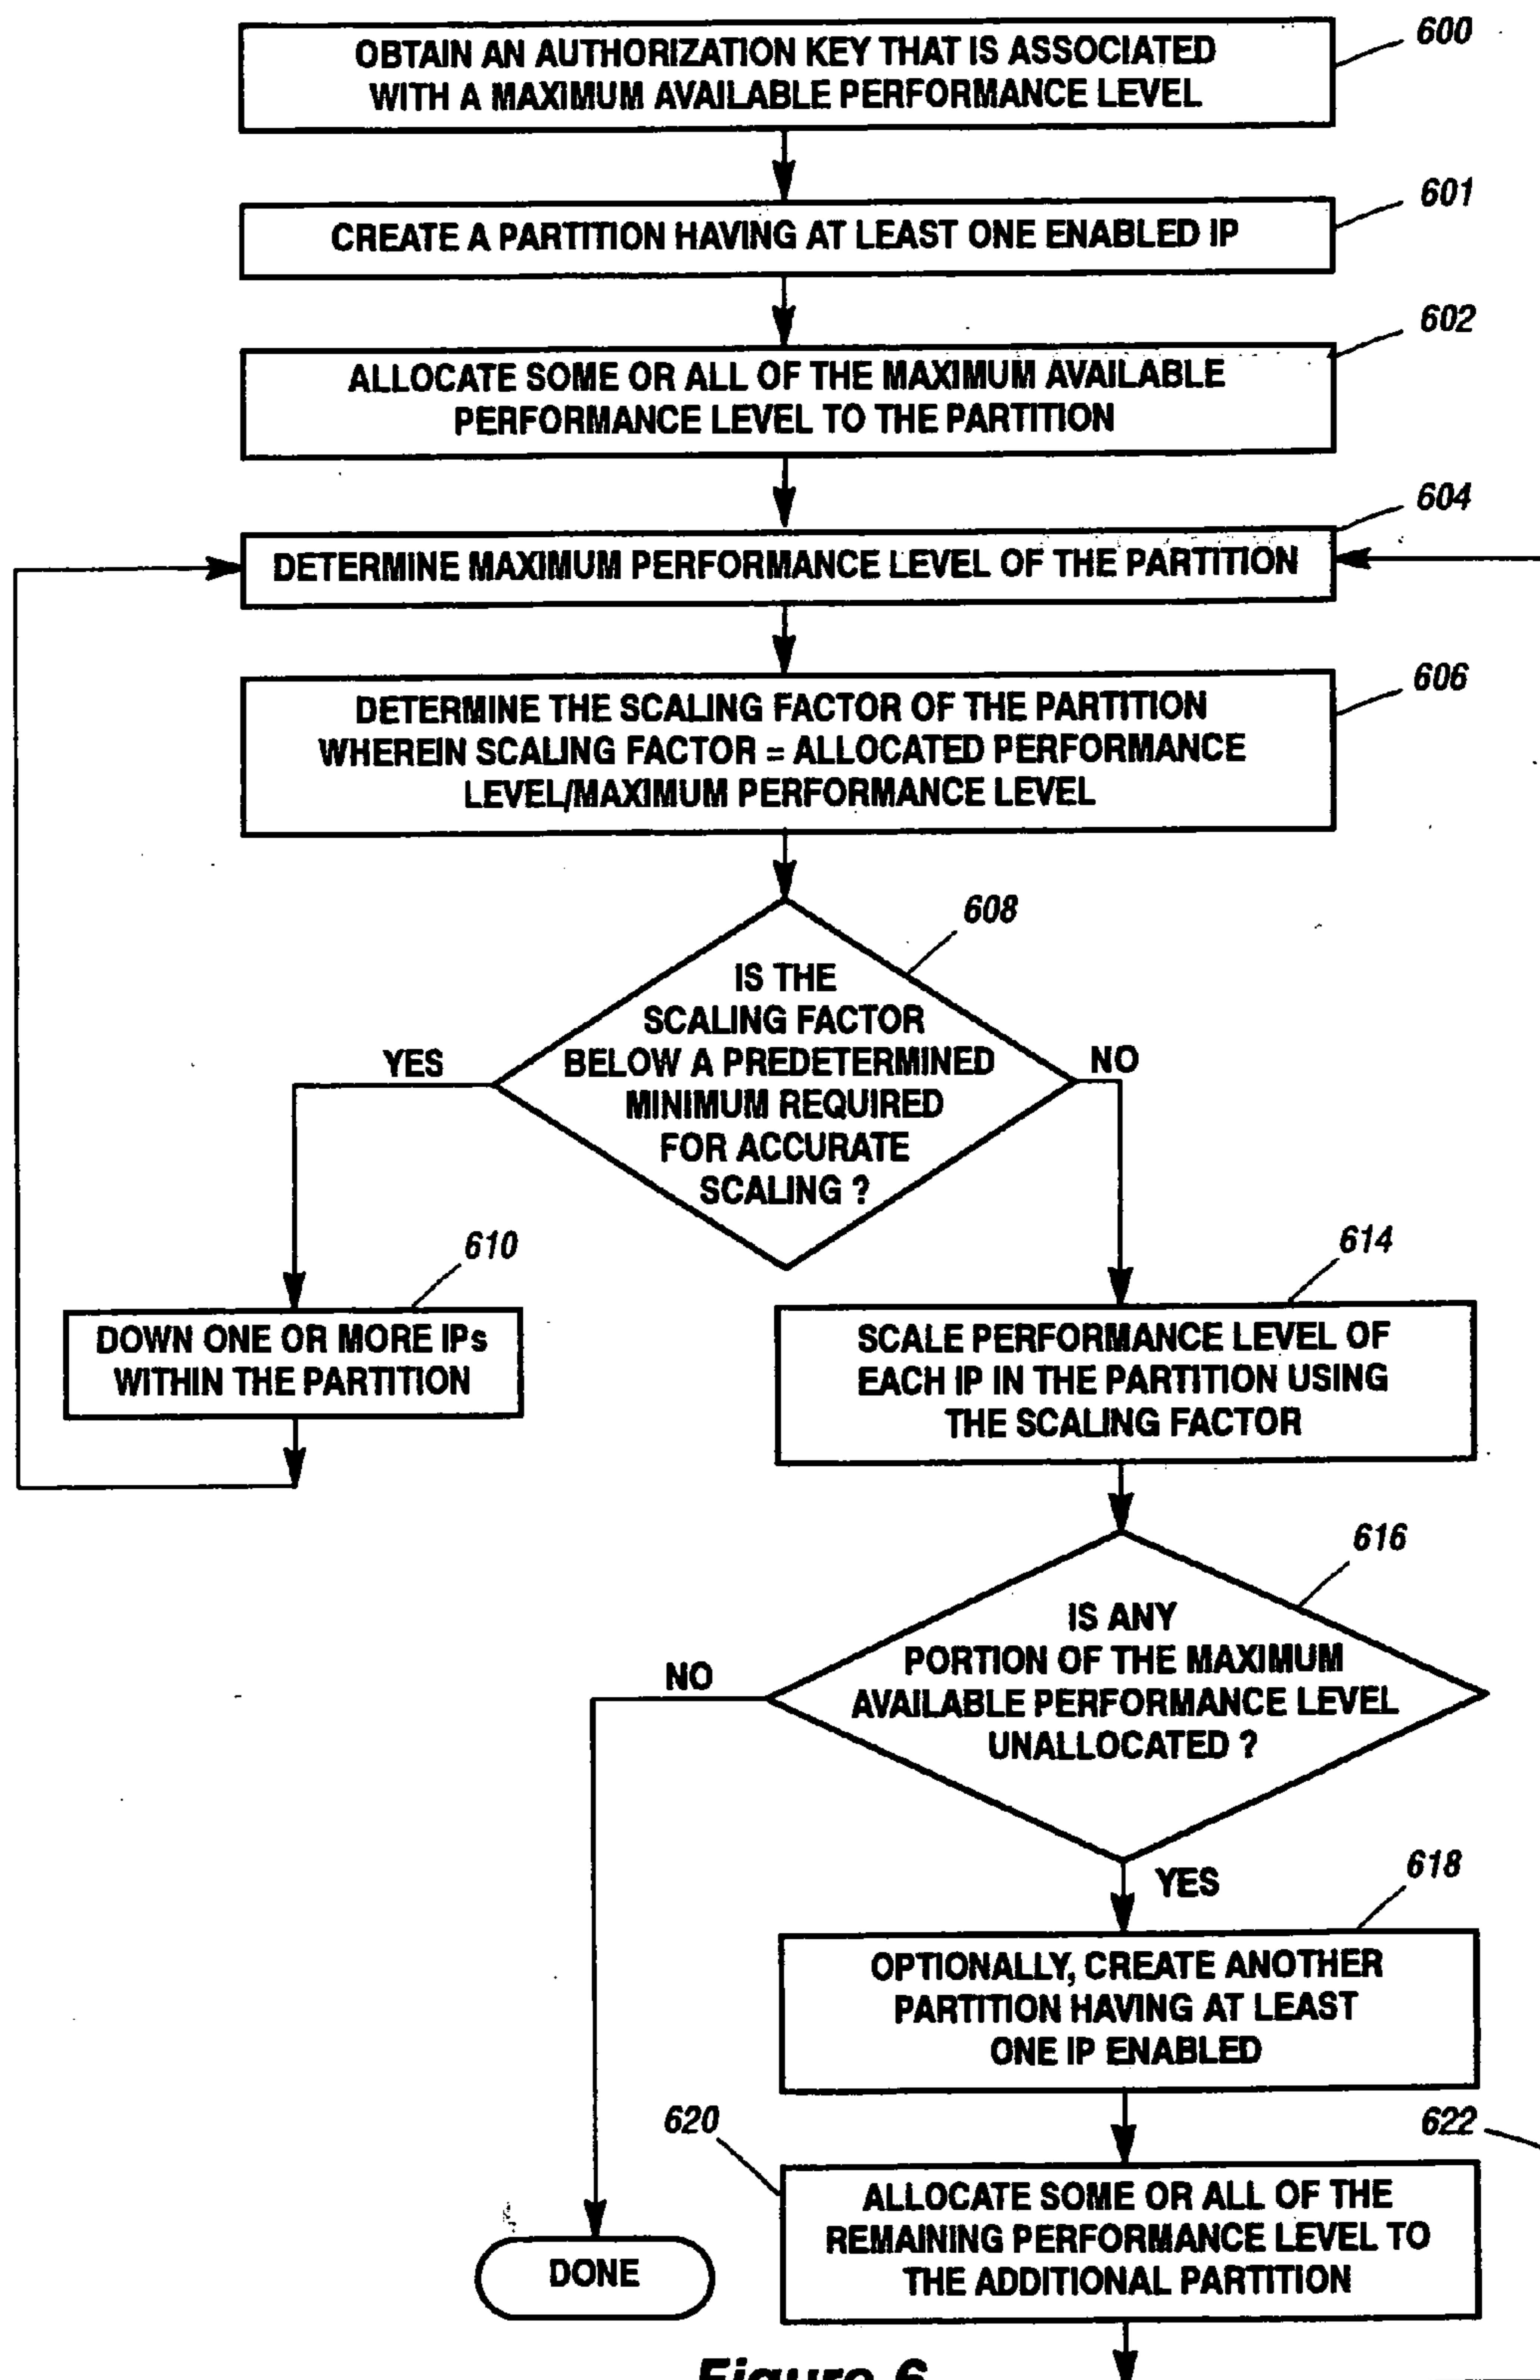 600
OBTAIN AN AUTHORIZATION KEY THAT IS ASSOCIATED
WITH A MAXIMUM AVAILABLE PERFORMANCE LEVEL
601
CREATE A PARTITION HAVING AT LEAST ONE ENABLED IP
602
ALLOCATE SOME OR ALL OF THE MAXIMUM AVAILABLE
PERFORMANCE LEVEL TO THE PARTITION
604
DETERMINE MAXIMUM PERFORMANCE LEVEL OF THE PARTITION
606
DETERMINE THE SCALING FACTOR OF THE PARTITION
WHEREIN SCALING FACTOR = ALLOCATED PERFORMANCE
LEVEL/MAXIMUM PERFORMANCE LEVEL
608
IS THE
SCALING FACTOR
BELOW A PREDETERMINED
MINIMUM REQUIRED
FOR ACCURATE
SCALING ?
YES
NO
610
DOWN ONE OR MORE IPs
WITHIN THE PARTITION
614
SCALE PERFORMANCE LEVEL OF
EACH IP IN THE PARTITION USING
THE SCALING FACTOR
616
IS ANY
PORTION OF THE MAXIMUM
AVAILABLE PERFORMANCE LEVEL
UNALLOCATED ?
NO
YES
618
OPTIONALLY, CREATE ANOTHER
PARTITION HAVING AT LEAST
ONE IP ENABLED
620
622
ALLOCATE SOME OR ALL OF THE
REMAINING PERFORMANCE LEVEL TO
THE ADDITIONAL PARTITION
DONE
Figure 6